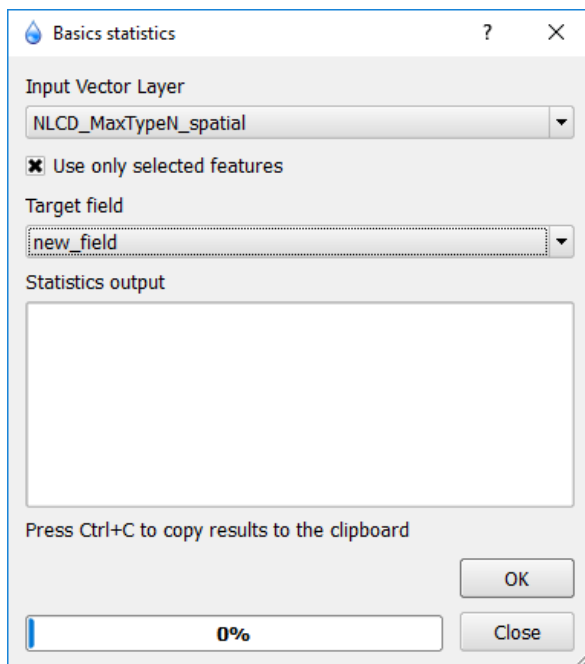 Basics statistics
?
Input Vector Layer
NLCD_MaxTypeN_spatial
Use only selected features
Target field
new_field
Statistics output
Press Ctrl+C to copy results to the clipboard
OK
0%
Close